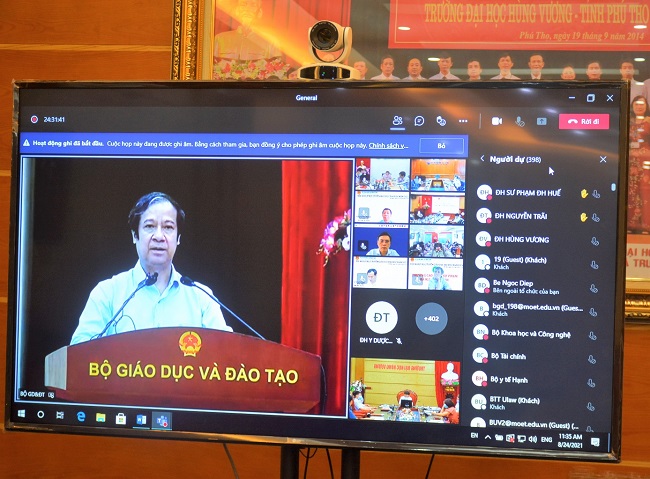 TRƯỜNG ĐẠI HỌC HÙNG VƯƠNG - TỈNH PHÚ THỌ
Phú Thọ, ngày 19 tháng 9 năm 2014
General
24:31:41
Rời đi
Hoạt động ghi đã bắt đầu. Cuộc họp này đang được ghi âm. Bằng cách tham gia, bạn đồng ý cho phép ghi âm cuộc họp này. Chính sách v...
Bỏ
Người dự (398)
ĐH SƯ PHẠM ĐH HUẾ
ĐH NGUYỄN TRÃI
ĐH HÙNG VƯƠNG
19 (Guest) (Khách)
Khách
Be Ngoc Diep
Bên ngoài tổ chức của bạn
bgd_198@moet.edu.vn (Gues...
Khách
Bộ Khoa học và Công nghệ
Bộ Tài chính
Bộ y tế Hạnh
BTT Ulaw (Khách)
Khách
BUV2@moet.edu.vn (Guest...
ĐT
ĐH Y DƯỢC...
+402
BỘ GIÁO DỤC VÀ ĐÀO TẠO
BỘ GD&ĐT
EN
ENG
11:35 AM
8/24/2021